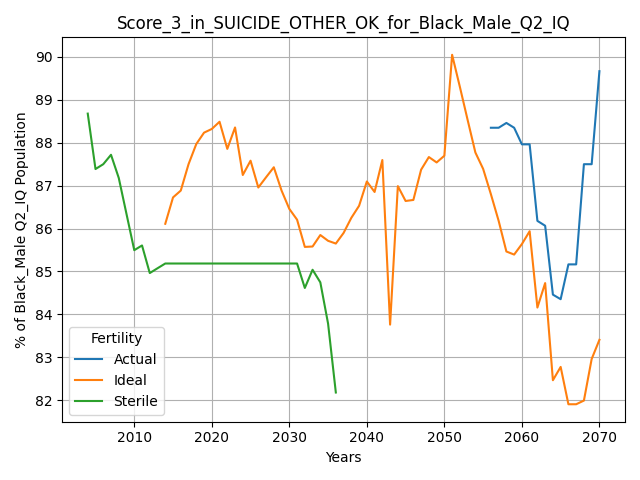 Score_3_in_SUICIDE_OTHER_OK_for_Black_Male_Q2_IQ
% of Black_Male Q2_IQ Population
90
89
88
87
86
85
84
83
82
Fertility
Actual
Ideal
Sterile
2010 2020 2030 2040 2050 2060 2070
Years